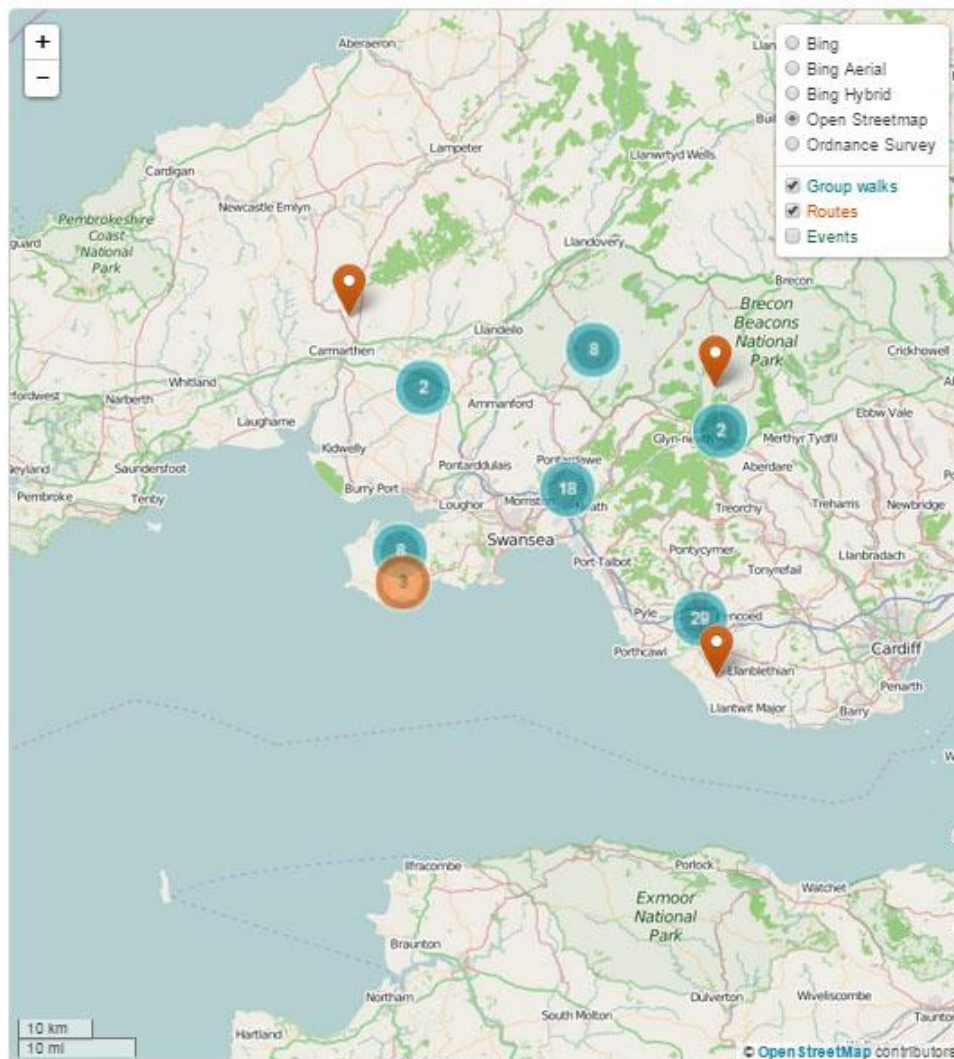 +
Aberaeron
Bing
Bing Aerial
Bing Hybrid
Open Streetmap
Ordnance Survey
Group walks
Routes
Events
−
Lampeter
Llanwrtyd Wells
Cardigan
Newcastle Emlyn
Pembrokeshire
Coast
National
Park
Llandovery
Brecon
Brecon
Beacons
National
Park
Llandeilo
Carmarthen
8
Crickhowell
Whitland
2
Narberth
Ammanford
Ebbw Vale
Laugharne
2
Merthyr Tydfil
Kidwelly
Pontarddulais
Aberdare
Saundersfoot
Pembroke
Tenby
Burry Port
18
Loughor
Neath
Treorchy
Treharris
Newbridge
Swansea
Pontycymer
Llanbradach
8
Port Talbot
Tonyrefail
3
Pyle
29
Porthcawl
Cardiff
Llanblethian
Penarth
Llantwit Major
Barry
Ilfracombe
Porlock
Watchet
Exmoor
National
Park
Braunton
Northam
Dulverton
Wiveliscombe
South Molton
Hartland
10 km
10 mi
© OpenStreetMap contributors